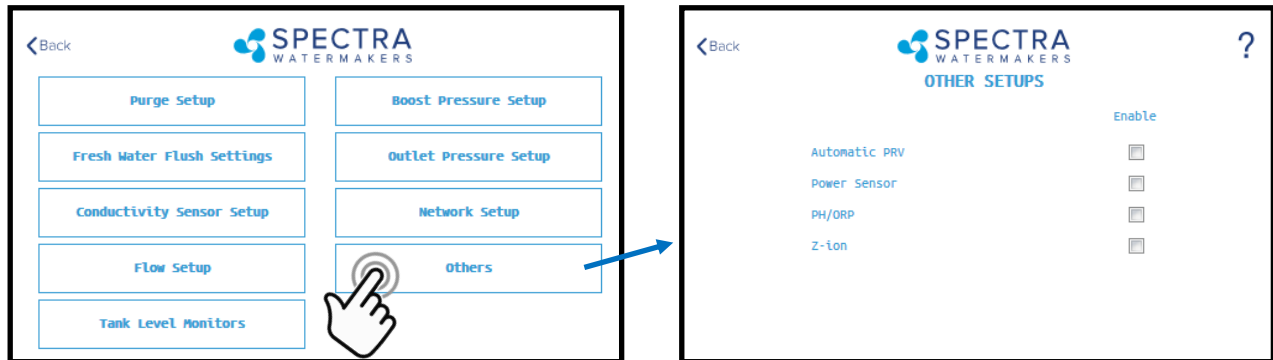 Back
SPECTRA
WATERMAKERS
Purge Setup
Boost Pressure Setup
Fresh Water Flush Settings
Outlet Pressure Setup
Conductivity Sensor Setup
Network Setup
Flow Setup
Others
Tank Level Monitors
Back
SPECTRA
WATERMAKERS
?
OTHER SETUPS
Enable
Automatic PRV
Power Sensor
PH/ORP
Z-ion